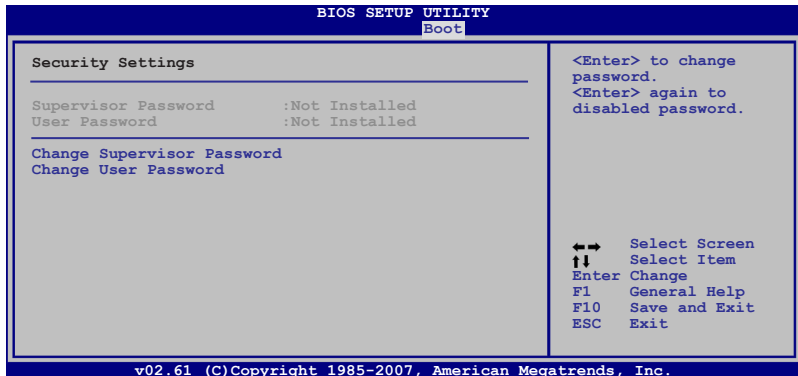 BIOS SETUP UTILITY
Boot
Security Settings
Supervisor Password :Not Installed
User Password :Not Installed
Change Supervisor Password
Change User Password
<Enter> to change
password.
<Enter> again to
disabled password.
←→ Select Screen
↑↓ Select Item
Enter Change
F1 General Help
F10 Save and Exit
ESC Exit
v02.61 (C)Copyright 1985-2007, American Megatrends, Inc.